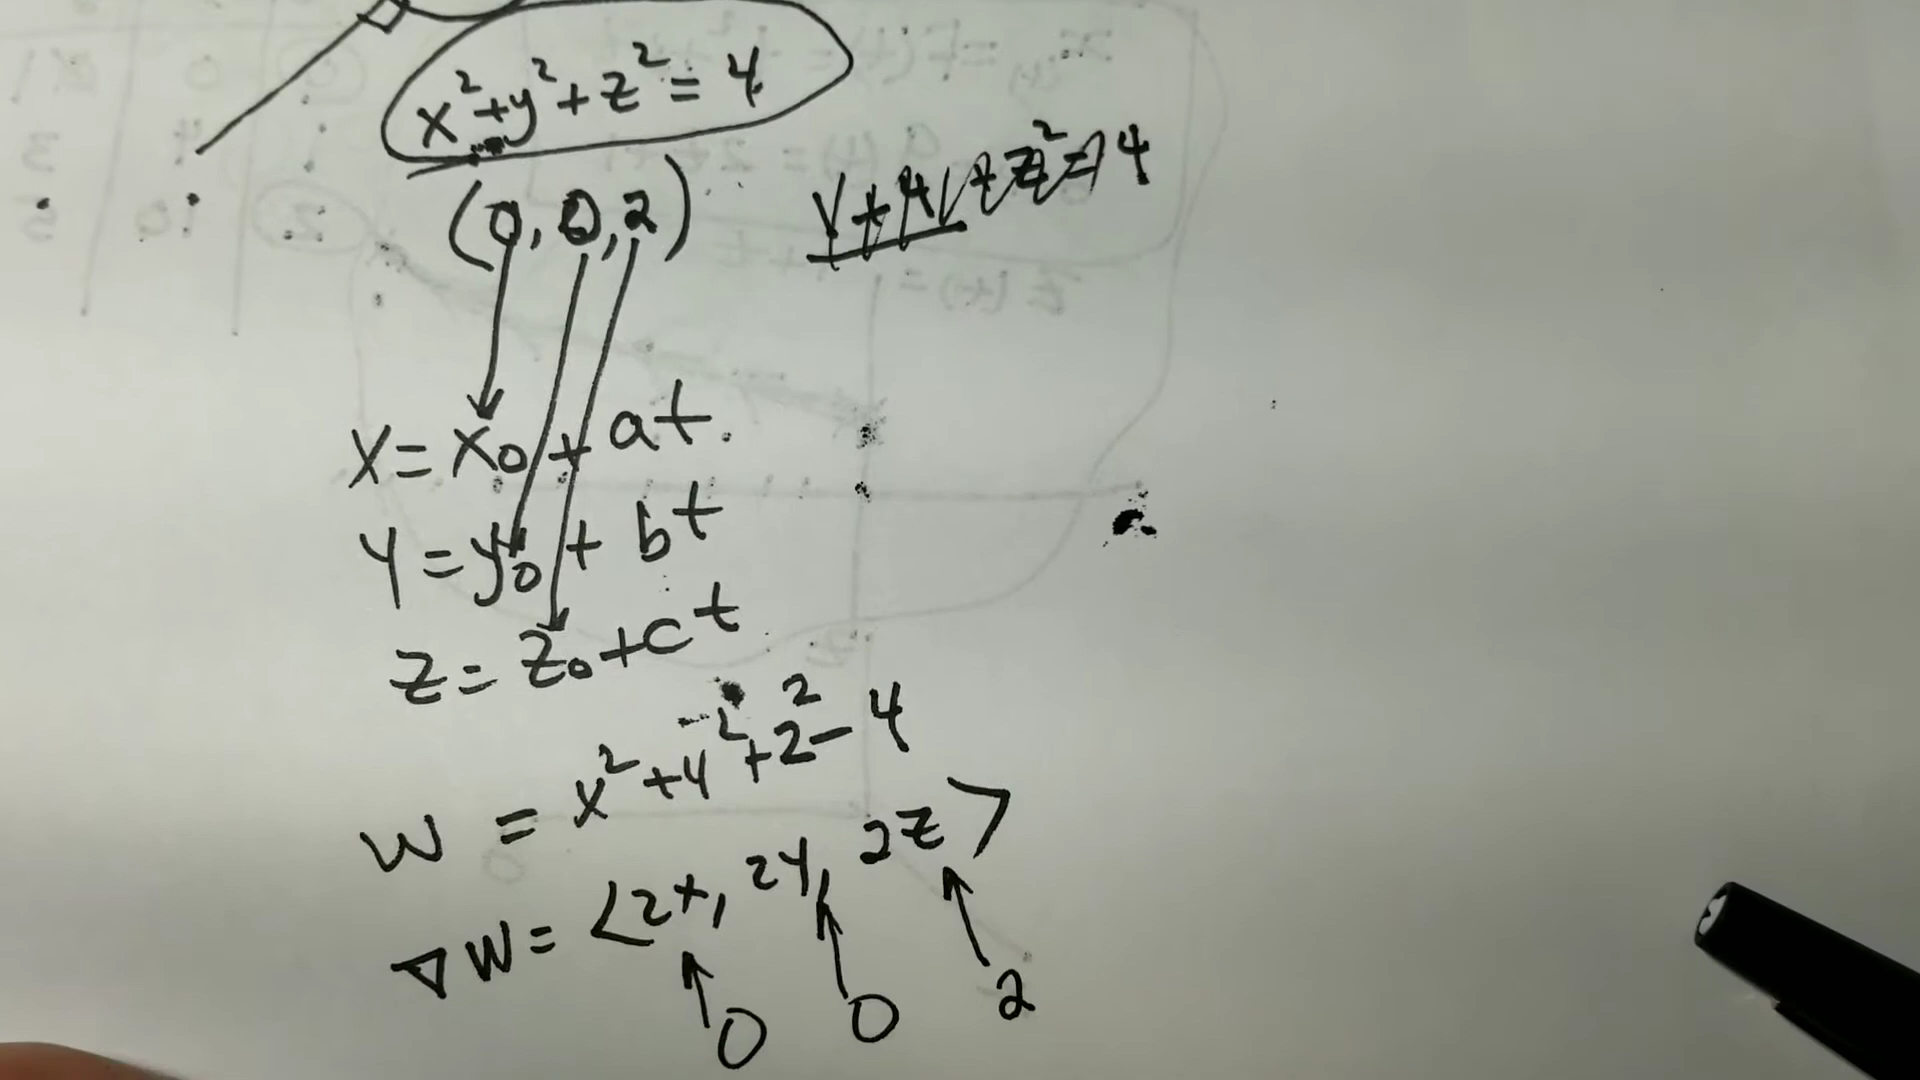 x²+y²+z²=4
(0,0,2)
x=x₀+at.
y=y₀+bt
z=z₀+ct
w = x²+y²+2²-4
∇w=<2x, 2y, 2z>
0 0 2